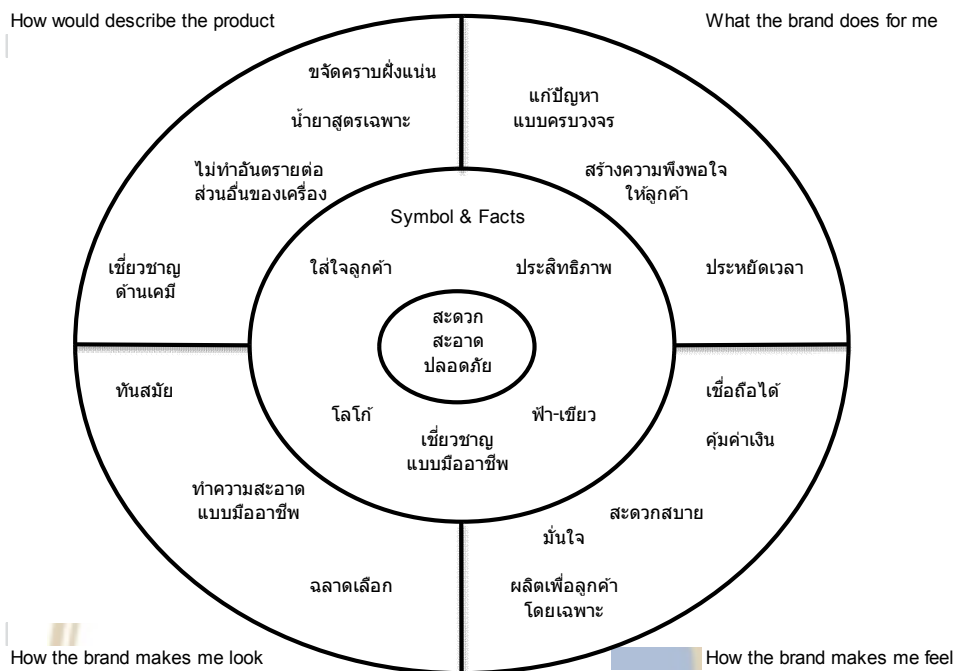 How would describe the product
What the brand does for me
ขจัดคราบฝั่งแน่น
น้ำยาสูตรเฉพาะ
ไม่ทำอันตรายต่อ
ส่วนอื่นของเครื่อง
เชี่ยวชาญ
ด้านเคมี
แก้ปัญหา
แบบครบวงจร
สร้างความพึงพอใจ
ให้ลูกค้า
ประหยัดเวลา
Symbol & Facts
ใส่ใจลูกค้า
ประสิทธิภาพ
สะดวก
สะอาด
ปลอดภัย
โลโก้
ฟ้า-เขียว
เชี่ยวชาญ
แบบมืออาชีพ
ทันสมัย
ทำความสะอาด
แบบมืออาชีพ
ฉลาดเลือก
เชื่อถือได้
คุ้มค่าเงิน
สะดวกสบาย
มั่นใจ
ผลิตเพื่อลูกค้า
โดยเฉพาะ
How the brand makes me look
How the brand makes me feel